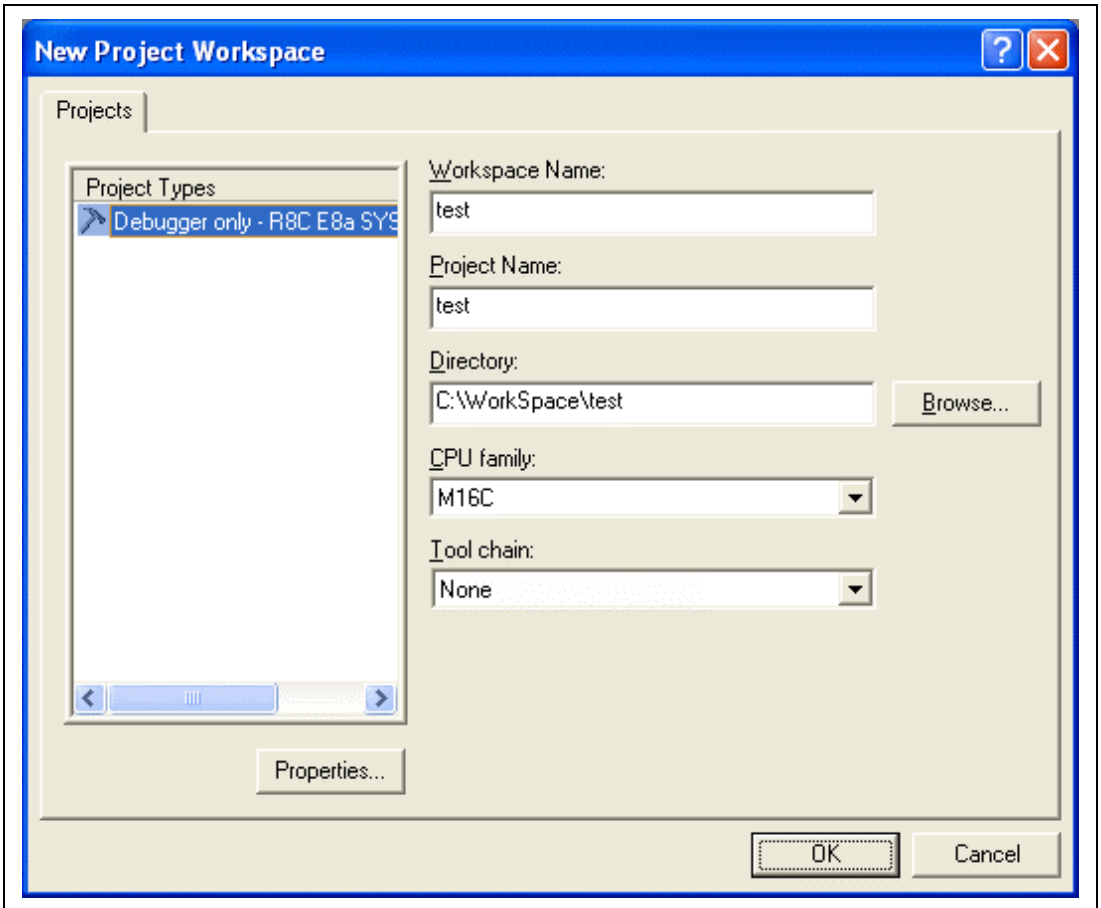 New Project Workspace
Projects
Project Types
Debugger only - R8C E8a SYS
Workspace Name:
test
Project Name:
test
Directory:
C:\WorkSpace\test
Browse...
CPU family:
M16C
Tool chain:
None
Properties...
OK
Cancel